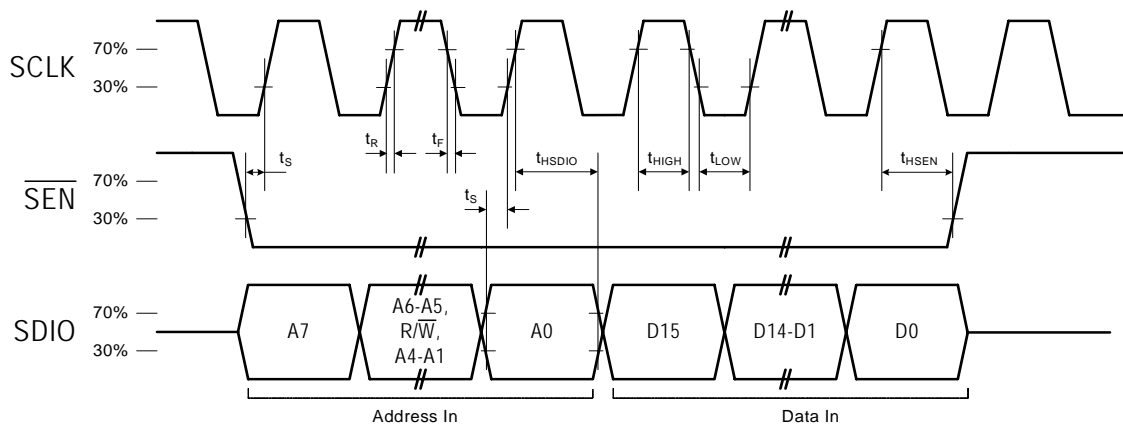 SCLK
70%
30%
tS
tR
tF
tHSDIO
tHIGH
tLOW
tHSEN
SEN
70%
30%
tS
SDIO
70%
30%
A7
A6-A5,
R/W,
A4-A1
A0
D15
D14-D1
D0
Address In
Data In